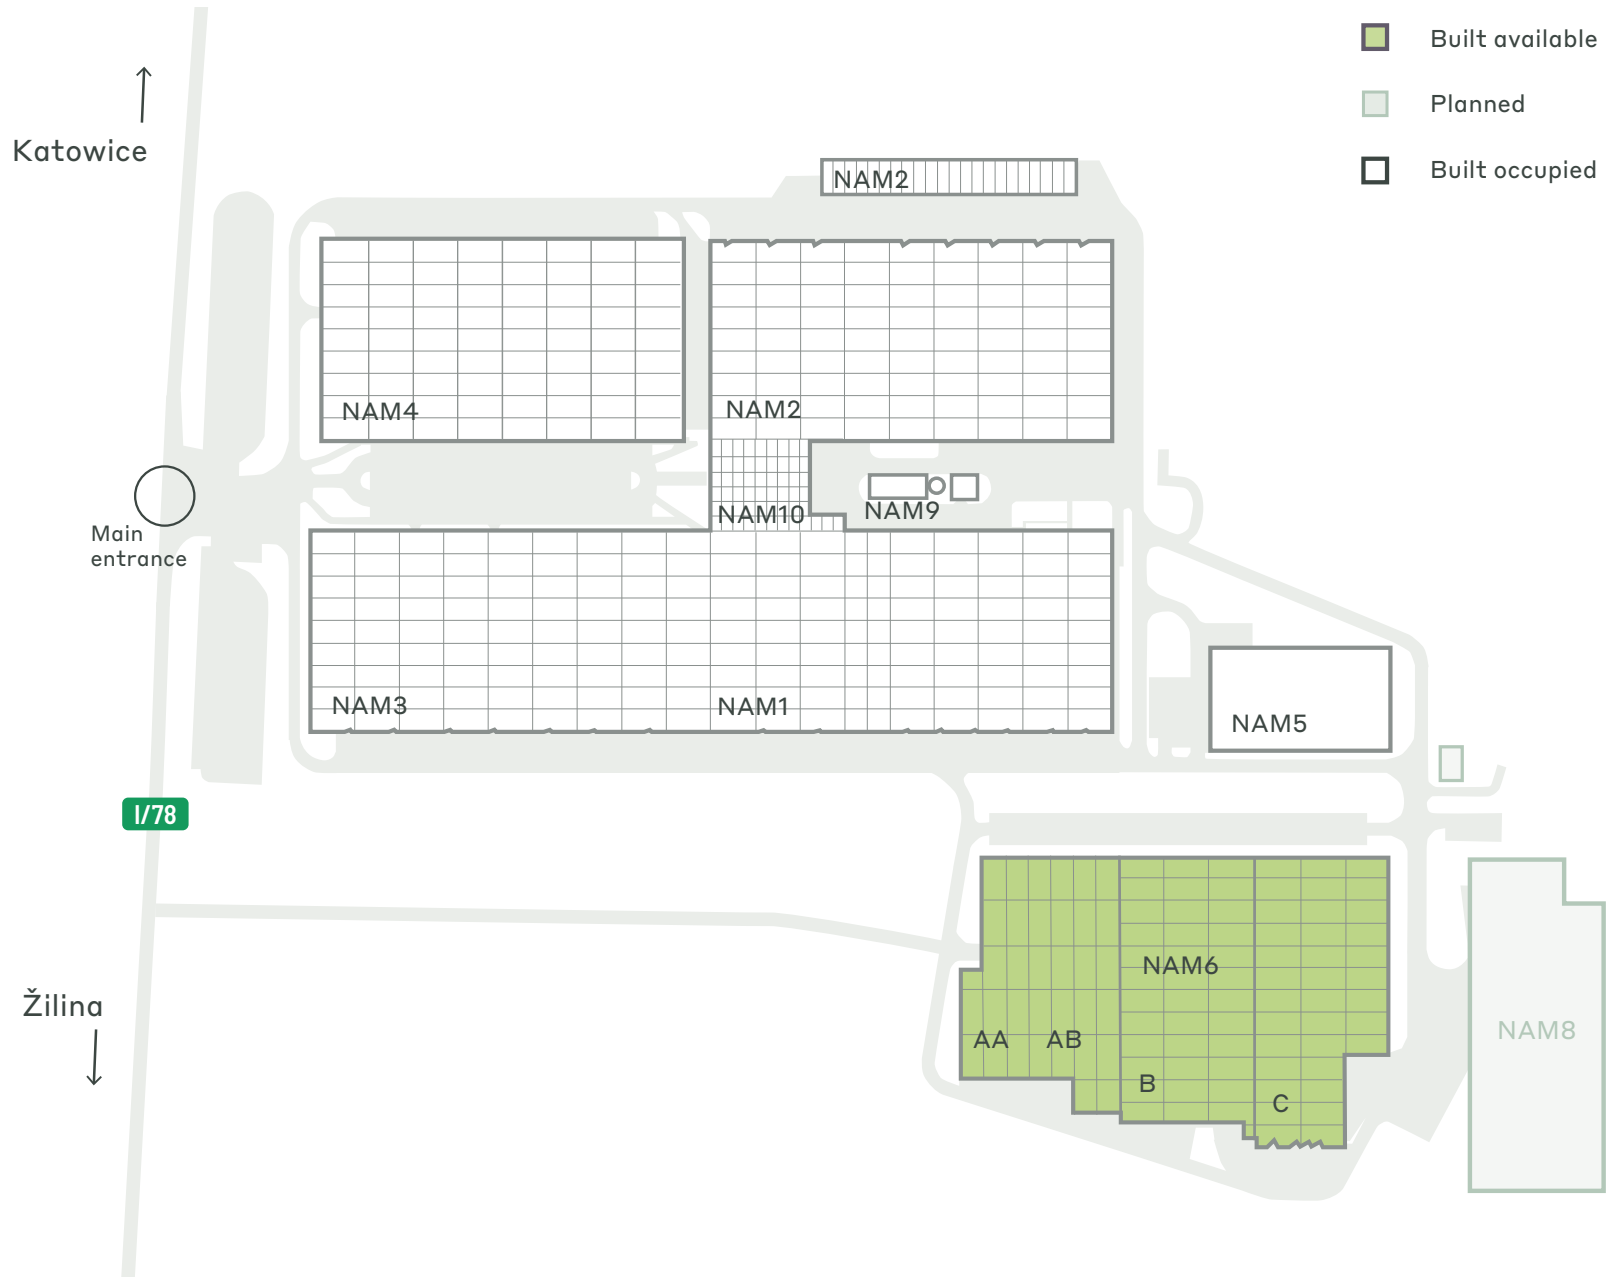 Built available
Planned
Built occupied
Katowice
NAM2
NAM4
NAM2
NAM10
NAM9
Main
entrance
NAM3
NAM1
NAM5
I/78
NAM6
Žilina
AA
AB
NAM8
B
C